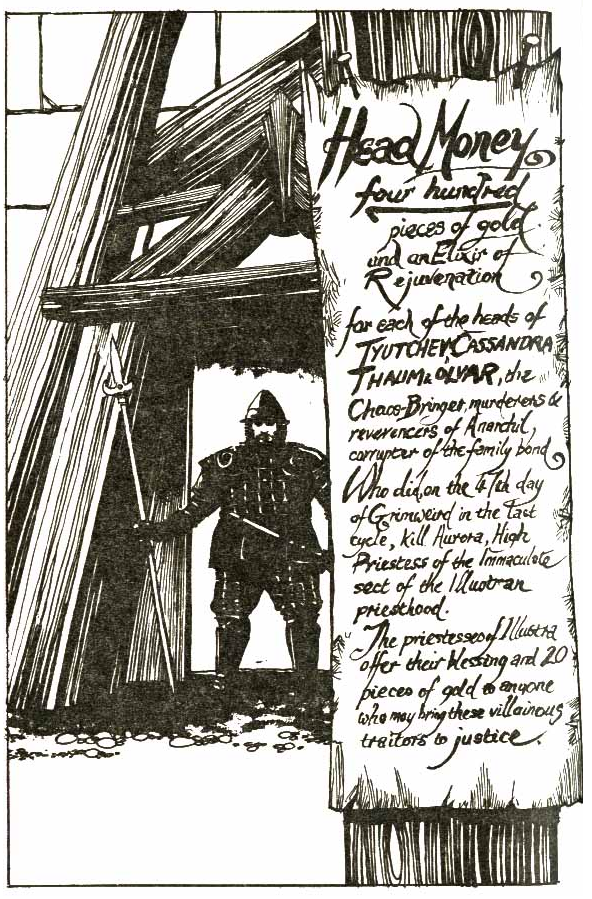 Head Money
four hundred
pieces of gold
and an Elixir of
Rejuvenation
for each of the heads of
TYUTCHEV, CASSANDRA
THAUM & OLVAR, the
Chaos-Bringer, murderers &
reverencers of Anarchil,
corrupter of the family bond
Who did, on the 47th day
of Grimweird in the last
cycle, kill Aurora, High
Priestess of the Immaculate
sect of the Illustran
priesthood.
The priestesses of Illustra
offer their blessing and 20
pieces of gold to anyone
who may bring these villainous
traitors to justice.